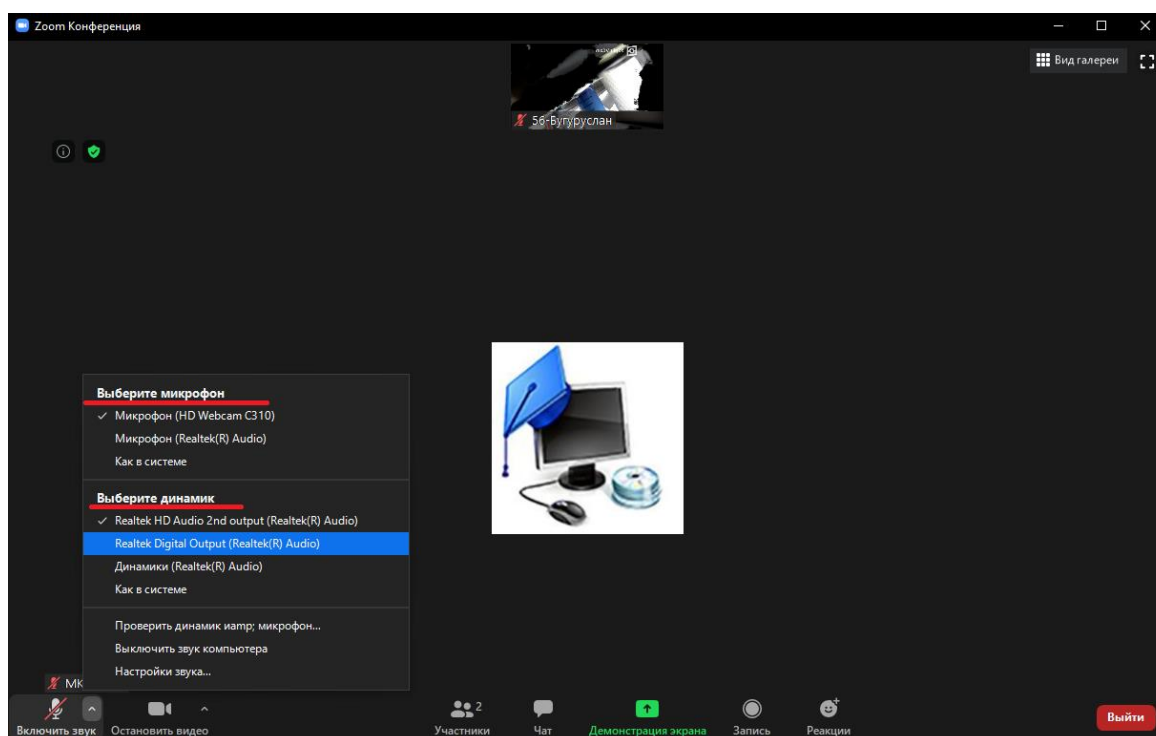 Zoom Конференция
Вид галереи
56-Бугуруслан
Выберите микрофон
Микрофон (HD Webcam C310)
Микрофон (Realtek(R) Audio)
Как в системе
Выберите динамик
Realtek HD Audio 2nd output (Realtek(R) Audio)
Realtek Digital Output (Realtek(R) Audio)
Динамики (Realtek(R) Audio)
Как в системе
Проверить динамик иamp; микрофон...
Выключить звук компьютера
Настройки звука...
МК
2
Включить звук Остановить видео Участники Чат Демонстрация экрана Запись Реакции Выйти